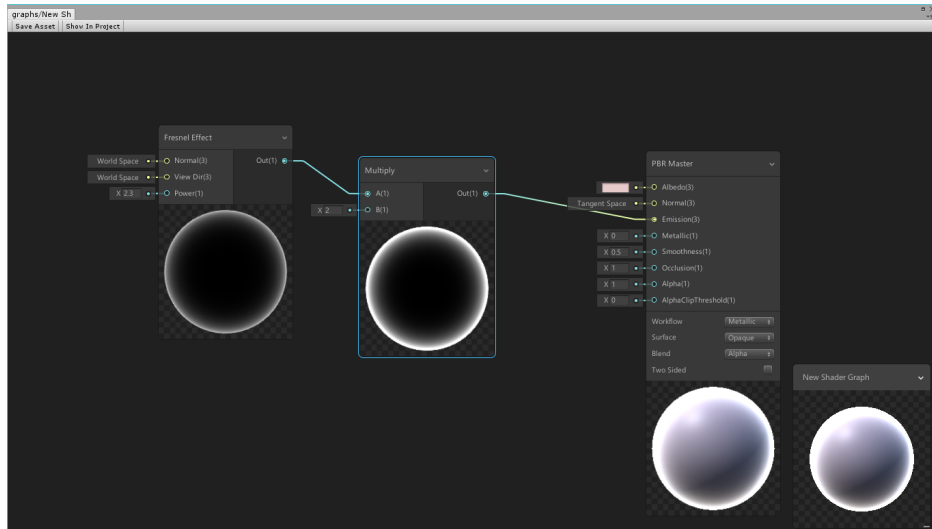 graphs/New Sh
Save Asset Show In Project
Fresnel Effect
World Space Normal(3) Out(1)
World Space View Dir(3)
X 2.3 Power(1)
Multiply
A(1) Out(1)
X 2 B(1)
PBR Master
Albedo(3)
Tangent Space Normal(3)
Emission(3)
X 0 Metallic(1)
X 0.5 Smoothness(1)
X 1 Occlusion(1)
X 1 Alpha(1)
X 0 AlphaClipThreshold(1)
Workflow Metallic
Surface Opaque
Blend Alpha
Two Sided
New Shader Graph